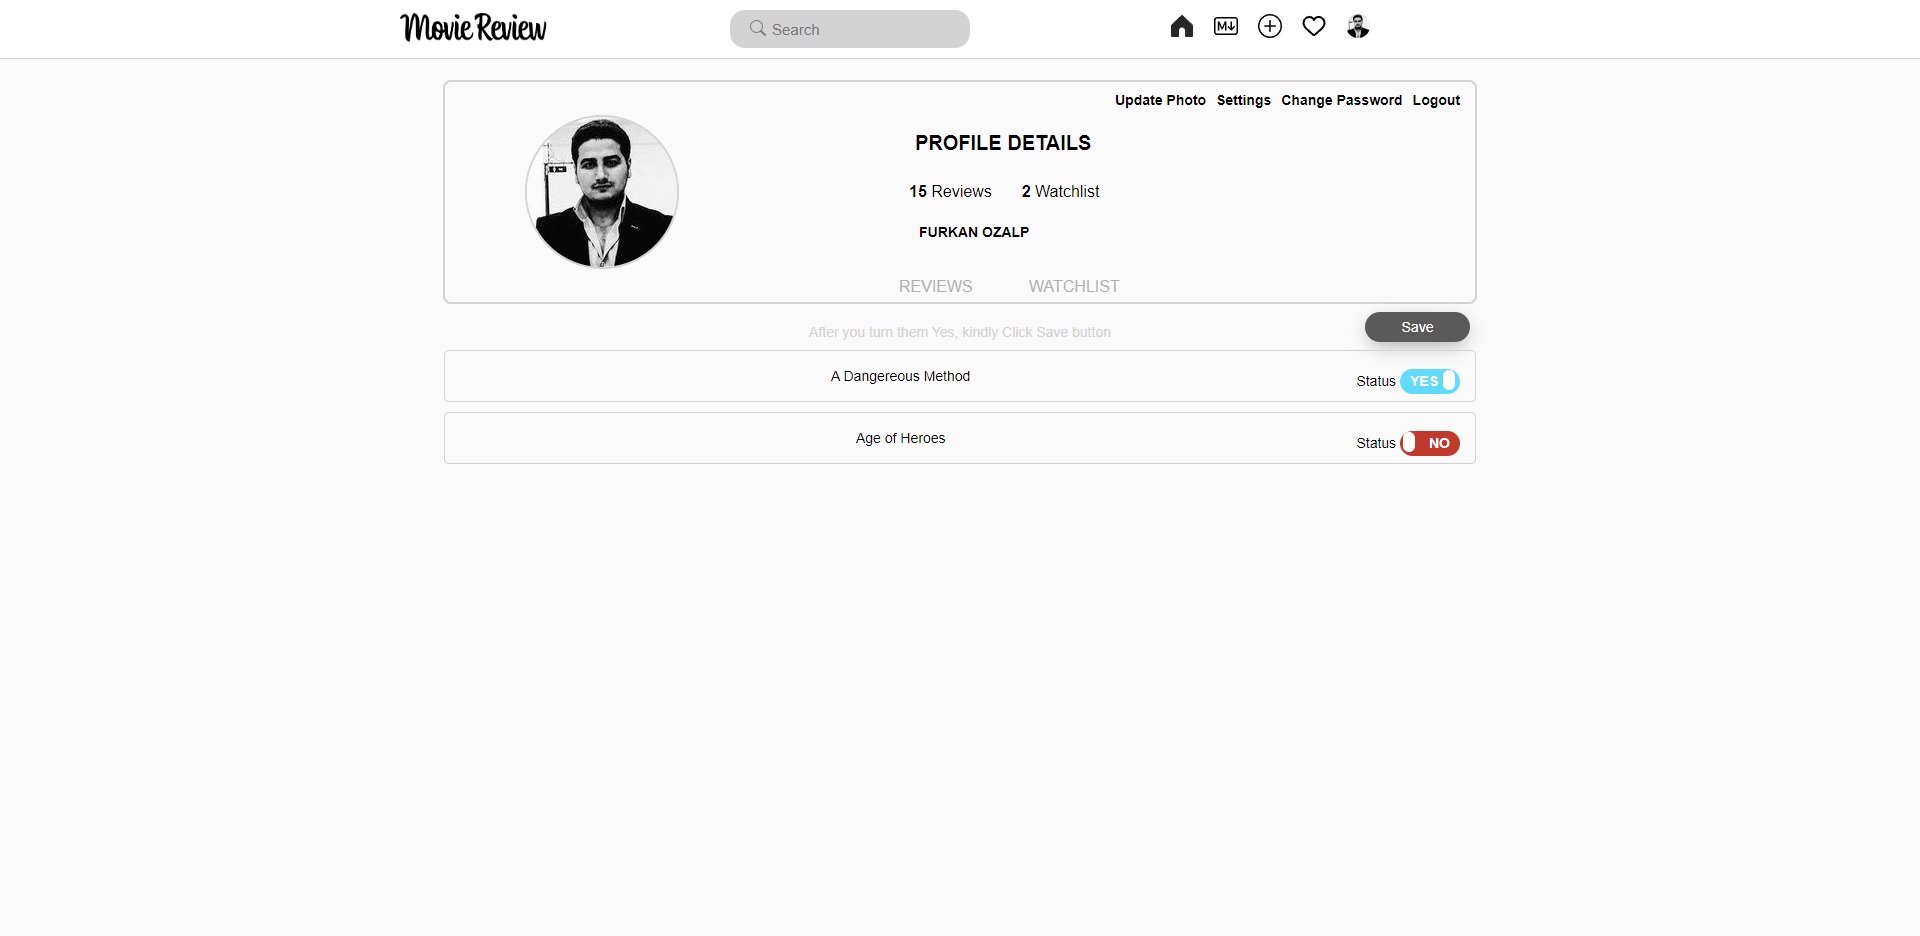 Movie Review
Search
M
Update Photo Settings Change Password Logout
PROFILE DETAILS
15 Reviews 2 Watchlist
FURKAN OZALP
REVIEWS WATCHLIST
After you turn them Yes, kindly Click Save button
Save
A Dangereous Method
Status YES
Age of Heroes
Status NO